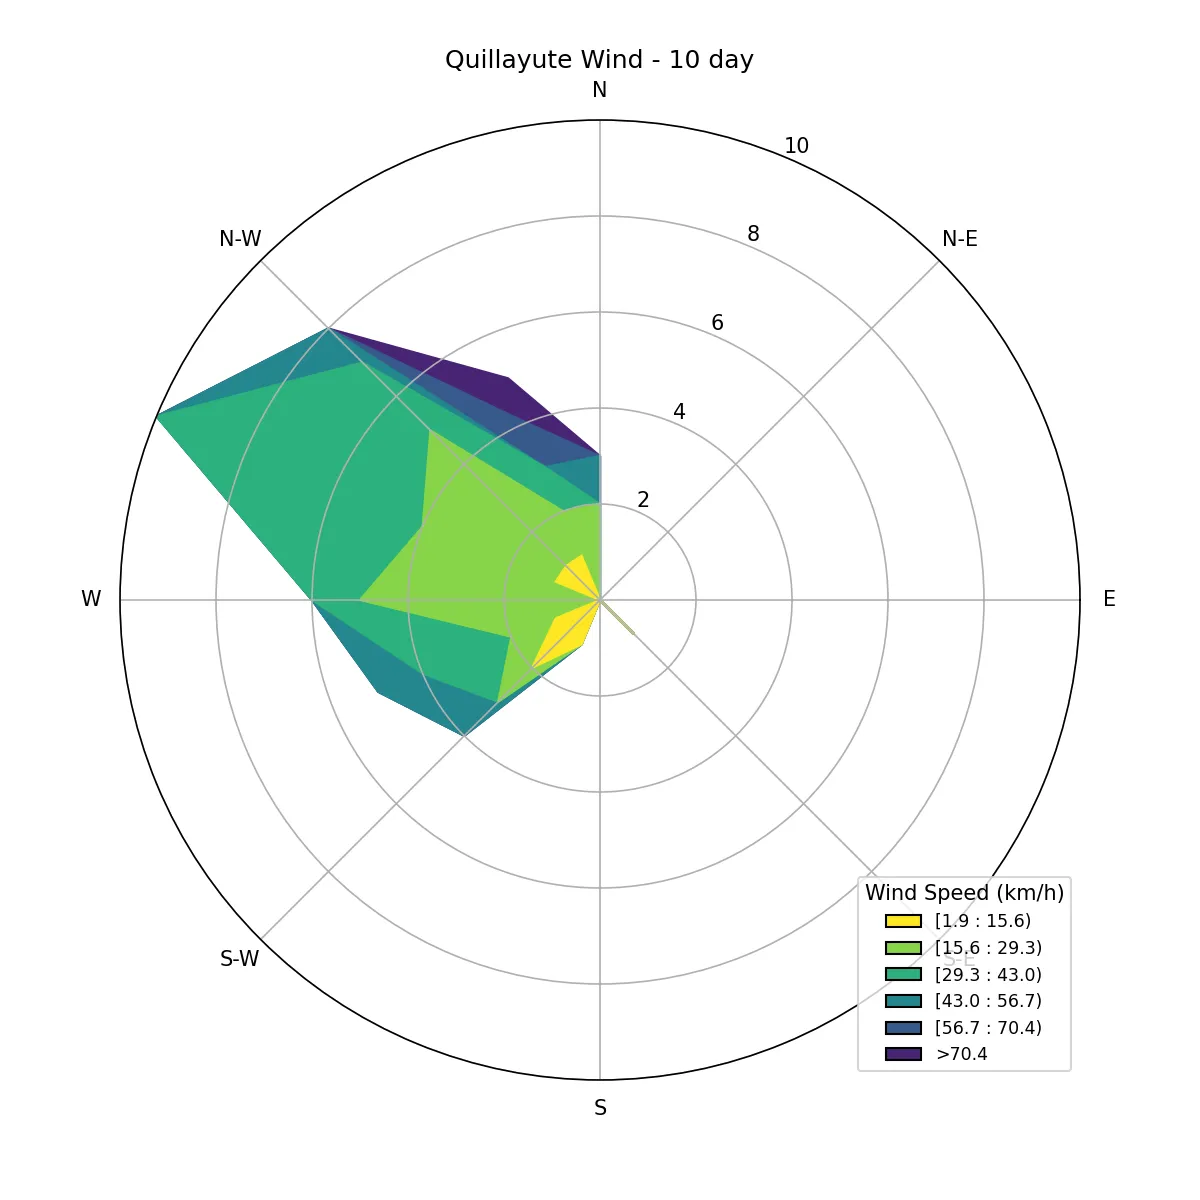 Quillayute Wind - 10 day
N
10
N-W
N-E
8
6
4
2
W
E
S-W
S-E
Wind Speed (km/h)
[1.9 : 15.6)
[15.6 : 29.3)
[29.3 : 43.0)
[43.0 : 56.7)
[56.7 : 70.4)
>70.4
S